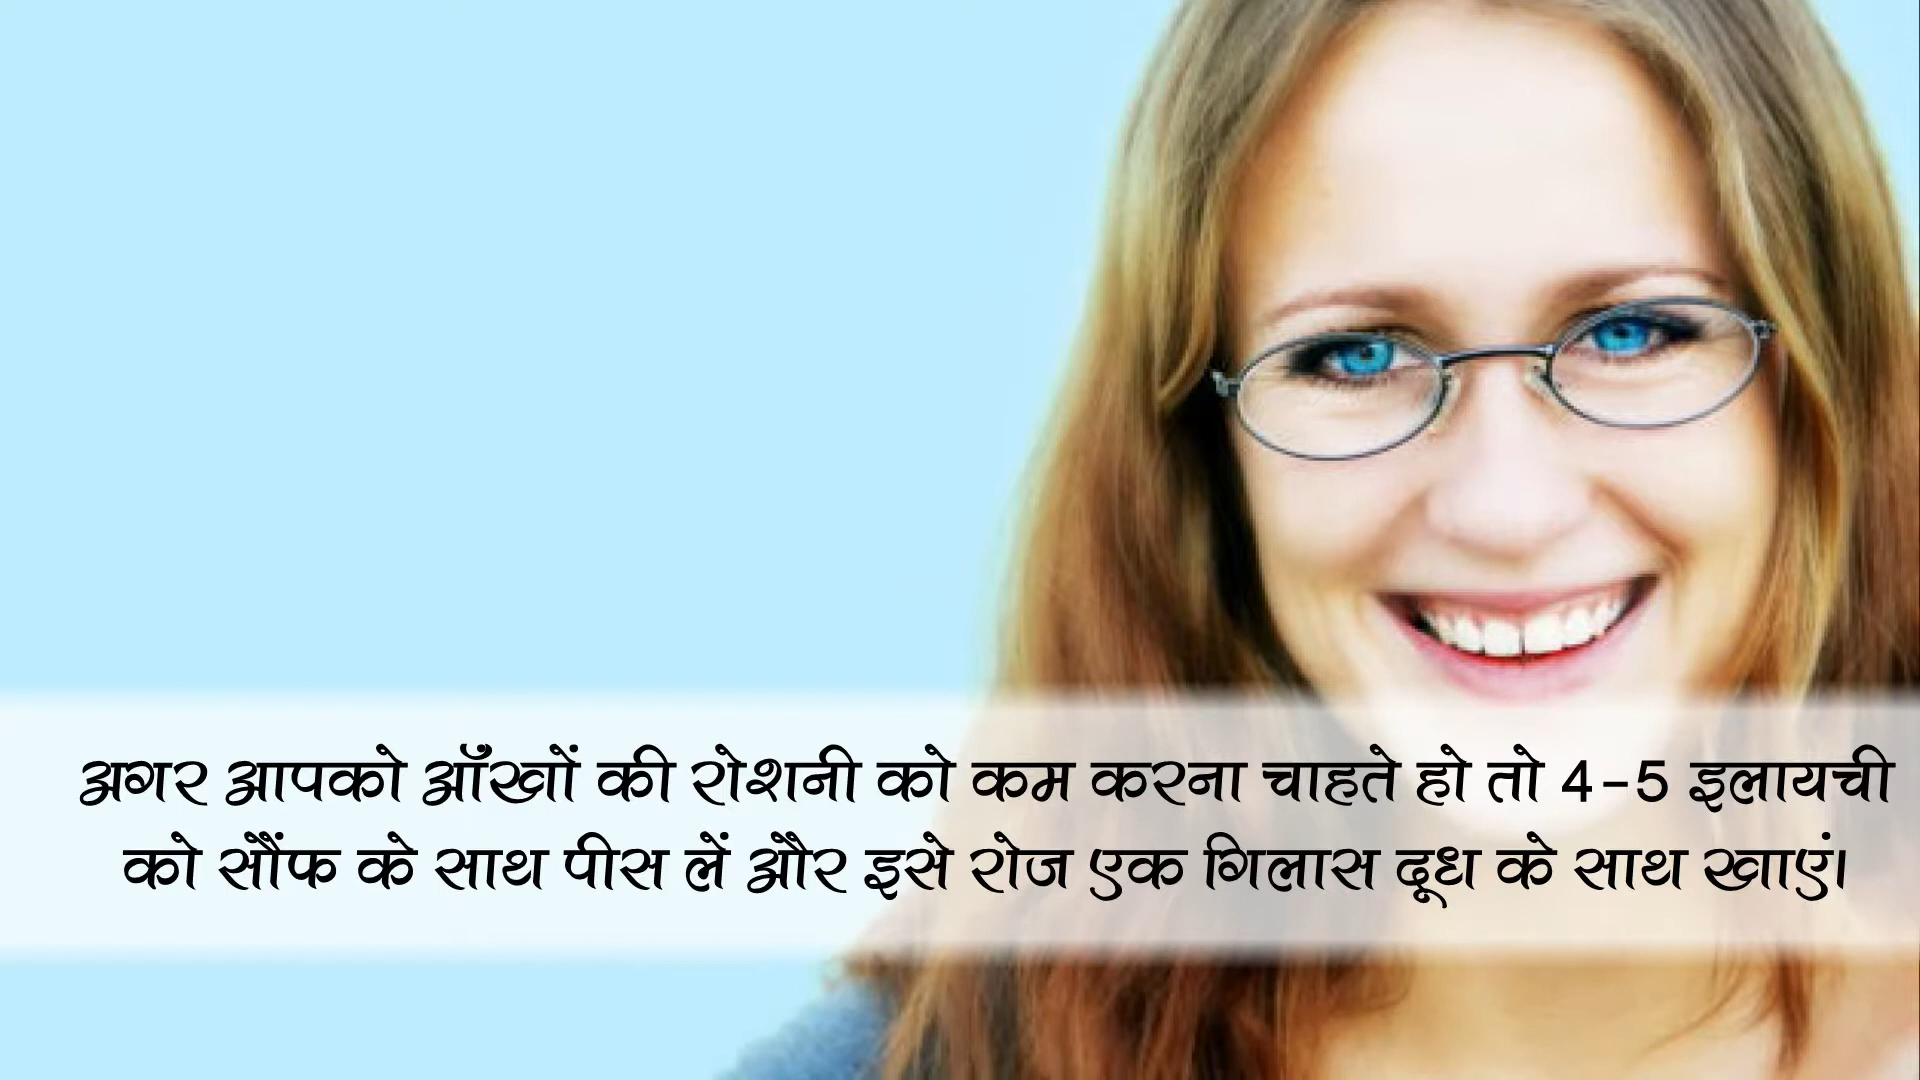 अगर आपको आँखों की रोशनी को कम करना चाहते हो तो 4-5 इलायची
को सौंफ के साथ पीस लें और इसे रोज एक गिलास दूध के साथ खाएं।